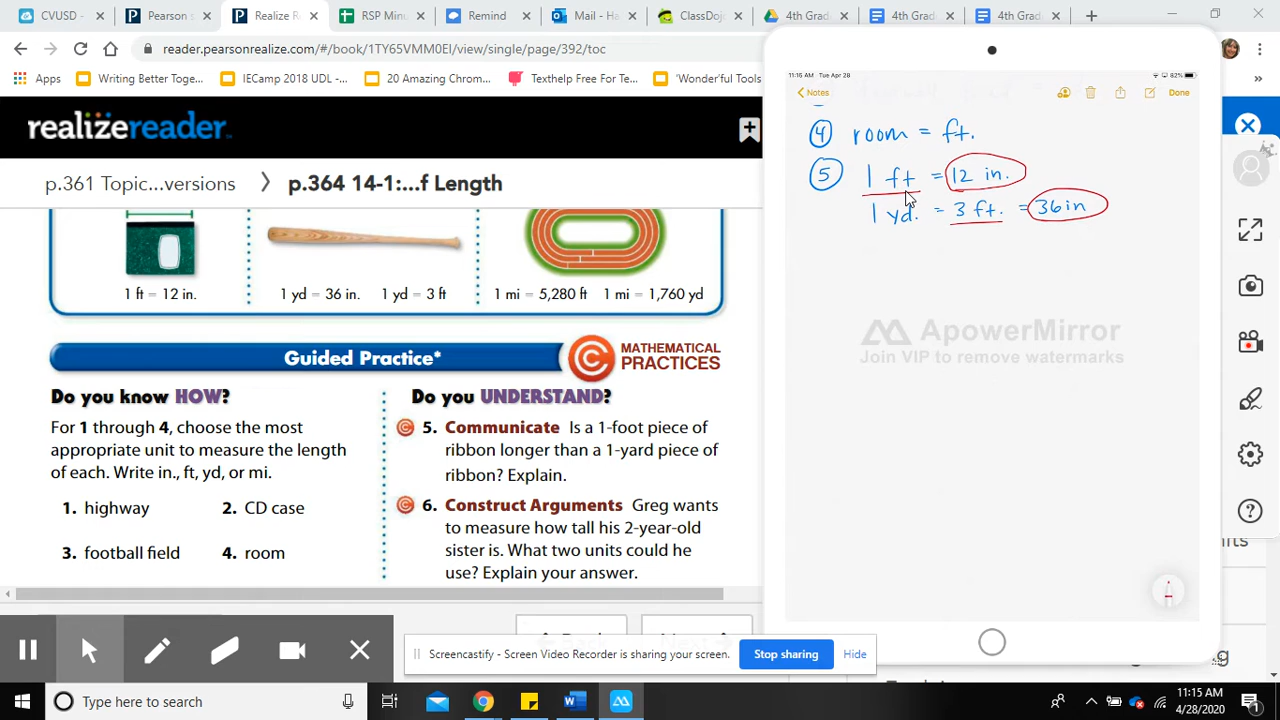 CVUSD
Pearson
Realize R
RSP Min
Remind
Mail - Ha
ClassDojo
4th Grad
4th Grad
4th Grad
reader.pearsonrealize.com/#/book/1TY65VMM0EI/view/single/page/392/toc
Apps
Writing Better Toge...
IECamp 2018 UDL -...
20 Amazing Chrom...
Texthelp Free For Te...
'Wonderful' Tools
»
realizereader™
p.361 Topic...versions > p.364 14-1:...f Length
1 ft = 12 in.
1 yd = 36 in. 1 yd = 3 ft
1 mi = 5,280 ft 1 mi = 1,760 yd
Guided Practice*
MATHEMATICAL
PRACTICES
Do you know HOW?
For 1 through 4, choose the most
appropriate unit to measure the length
of each. Write in., ft, yd, or mi.
1. highway
2. CD case
3. football field
4. room
Do you UNDERSTAND?
5. Communicate Is a 1-foot piece of
ribbon longer than a 1-yard piece of
ribbon? Explain.
6. Construct Arguments Greg wants
to measure how tall his 2-year-old
sister is. What two units could he
use? Explain your answer.
11:15 AM Tue Apr 28
82%
Notes
Done
④ room = ft.
⑤ 1 ft = 12 in.
1 yd. = 3 ft. = 36 in
ApowerMirror
Join VIP to remove watermarks
Screencastify - Screen Video Recorder is sharing your screen.
Stop sharing
Hide
Type here to search
11:15 AM
4/28/2020